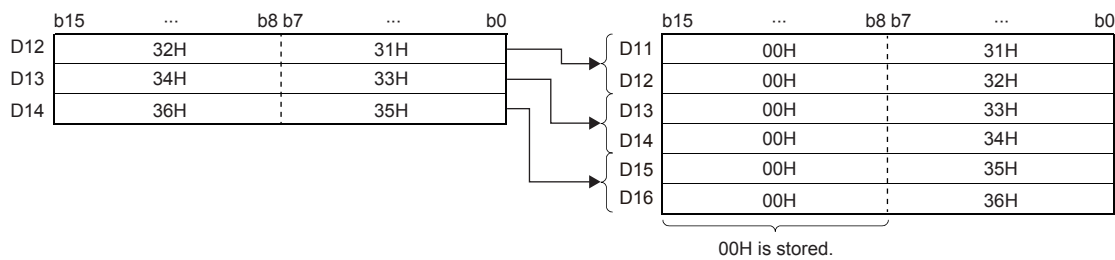 b15 ... b8 b7 ... b0 b15 ... b8 b7 ... b0
D12 32H 31H D11 00H 31H
D12 00H 32H
D13 34H 33H D13 00H 33H
D14 36H 35H D14 00H 34H
D15 00H 35H
D16 00H 36H
00H is stored.